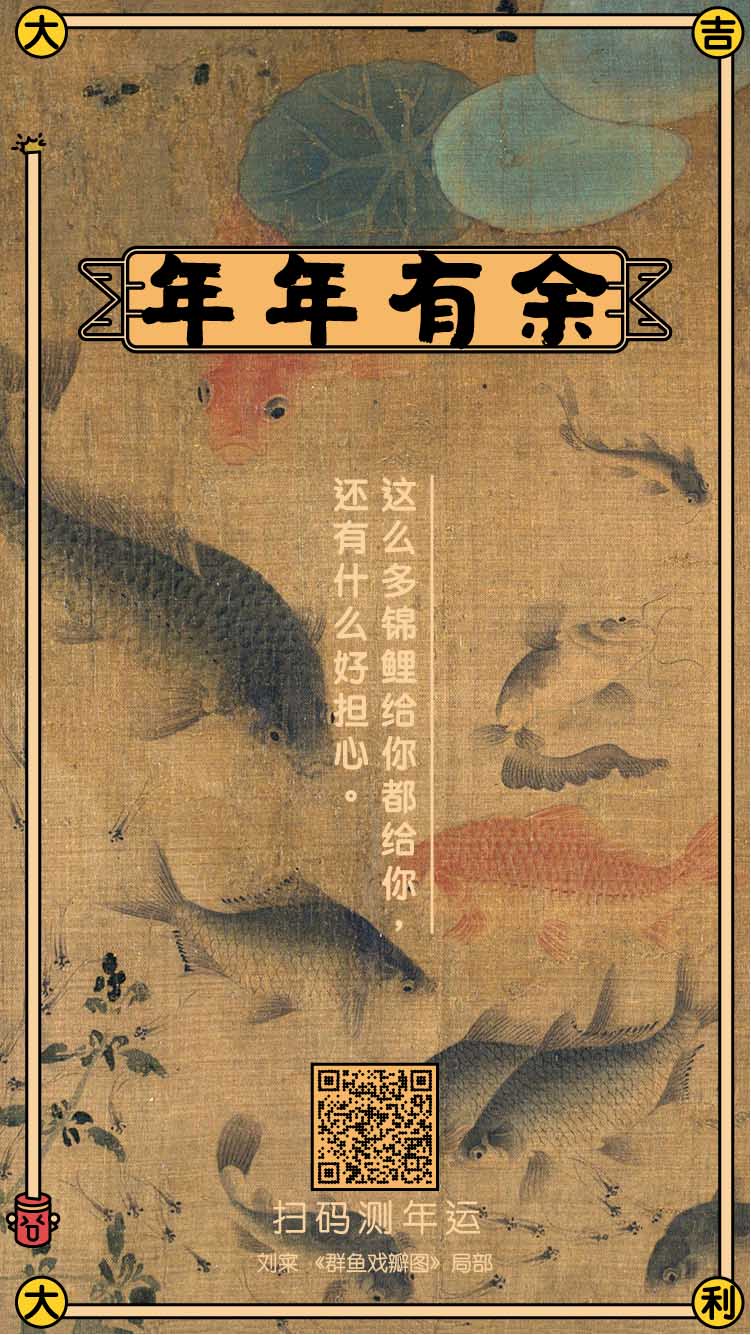 大
吉
年年有余
这么多锦鲤给你都给你，
还有什么好担心。
扫码测年运
刘寀《群鱼戏瓣图》局部
大
利